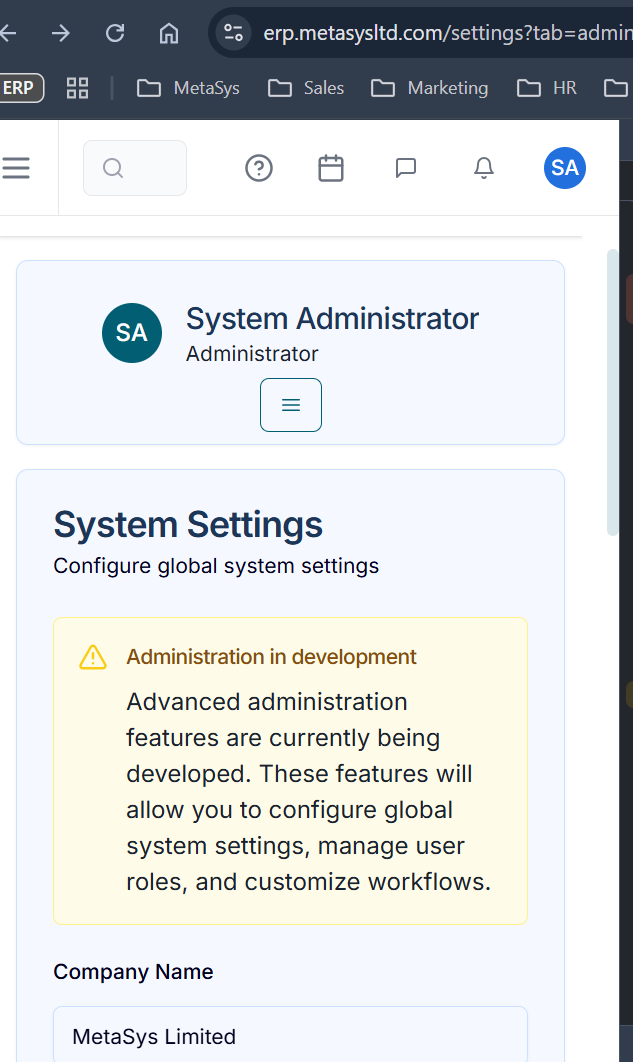 erp.metasysltd.com/settings?tab=admin
ERP
MetaSys
Sales
Marketing
HR
SA
SA
System Administrator
Administrator
System Settings
Configure global system settings
Administration in development
Advanced administration
features are currently being
developed. These features will
allow you to configure global
system settings, manage user
roles, and customize workflows.
Company Name
MetaSys Limited